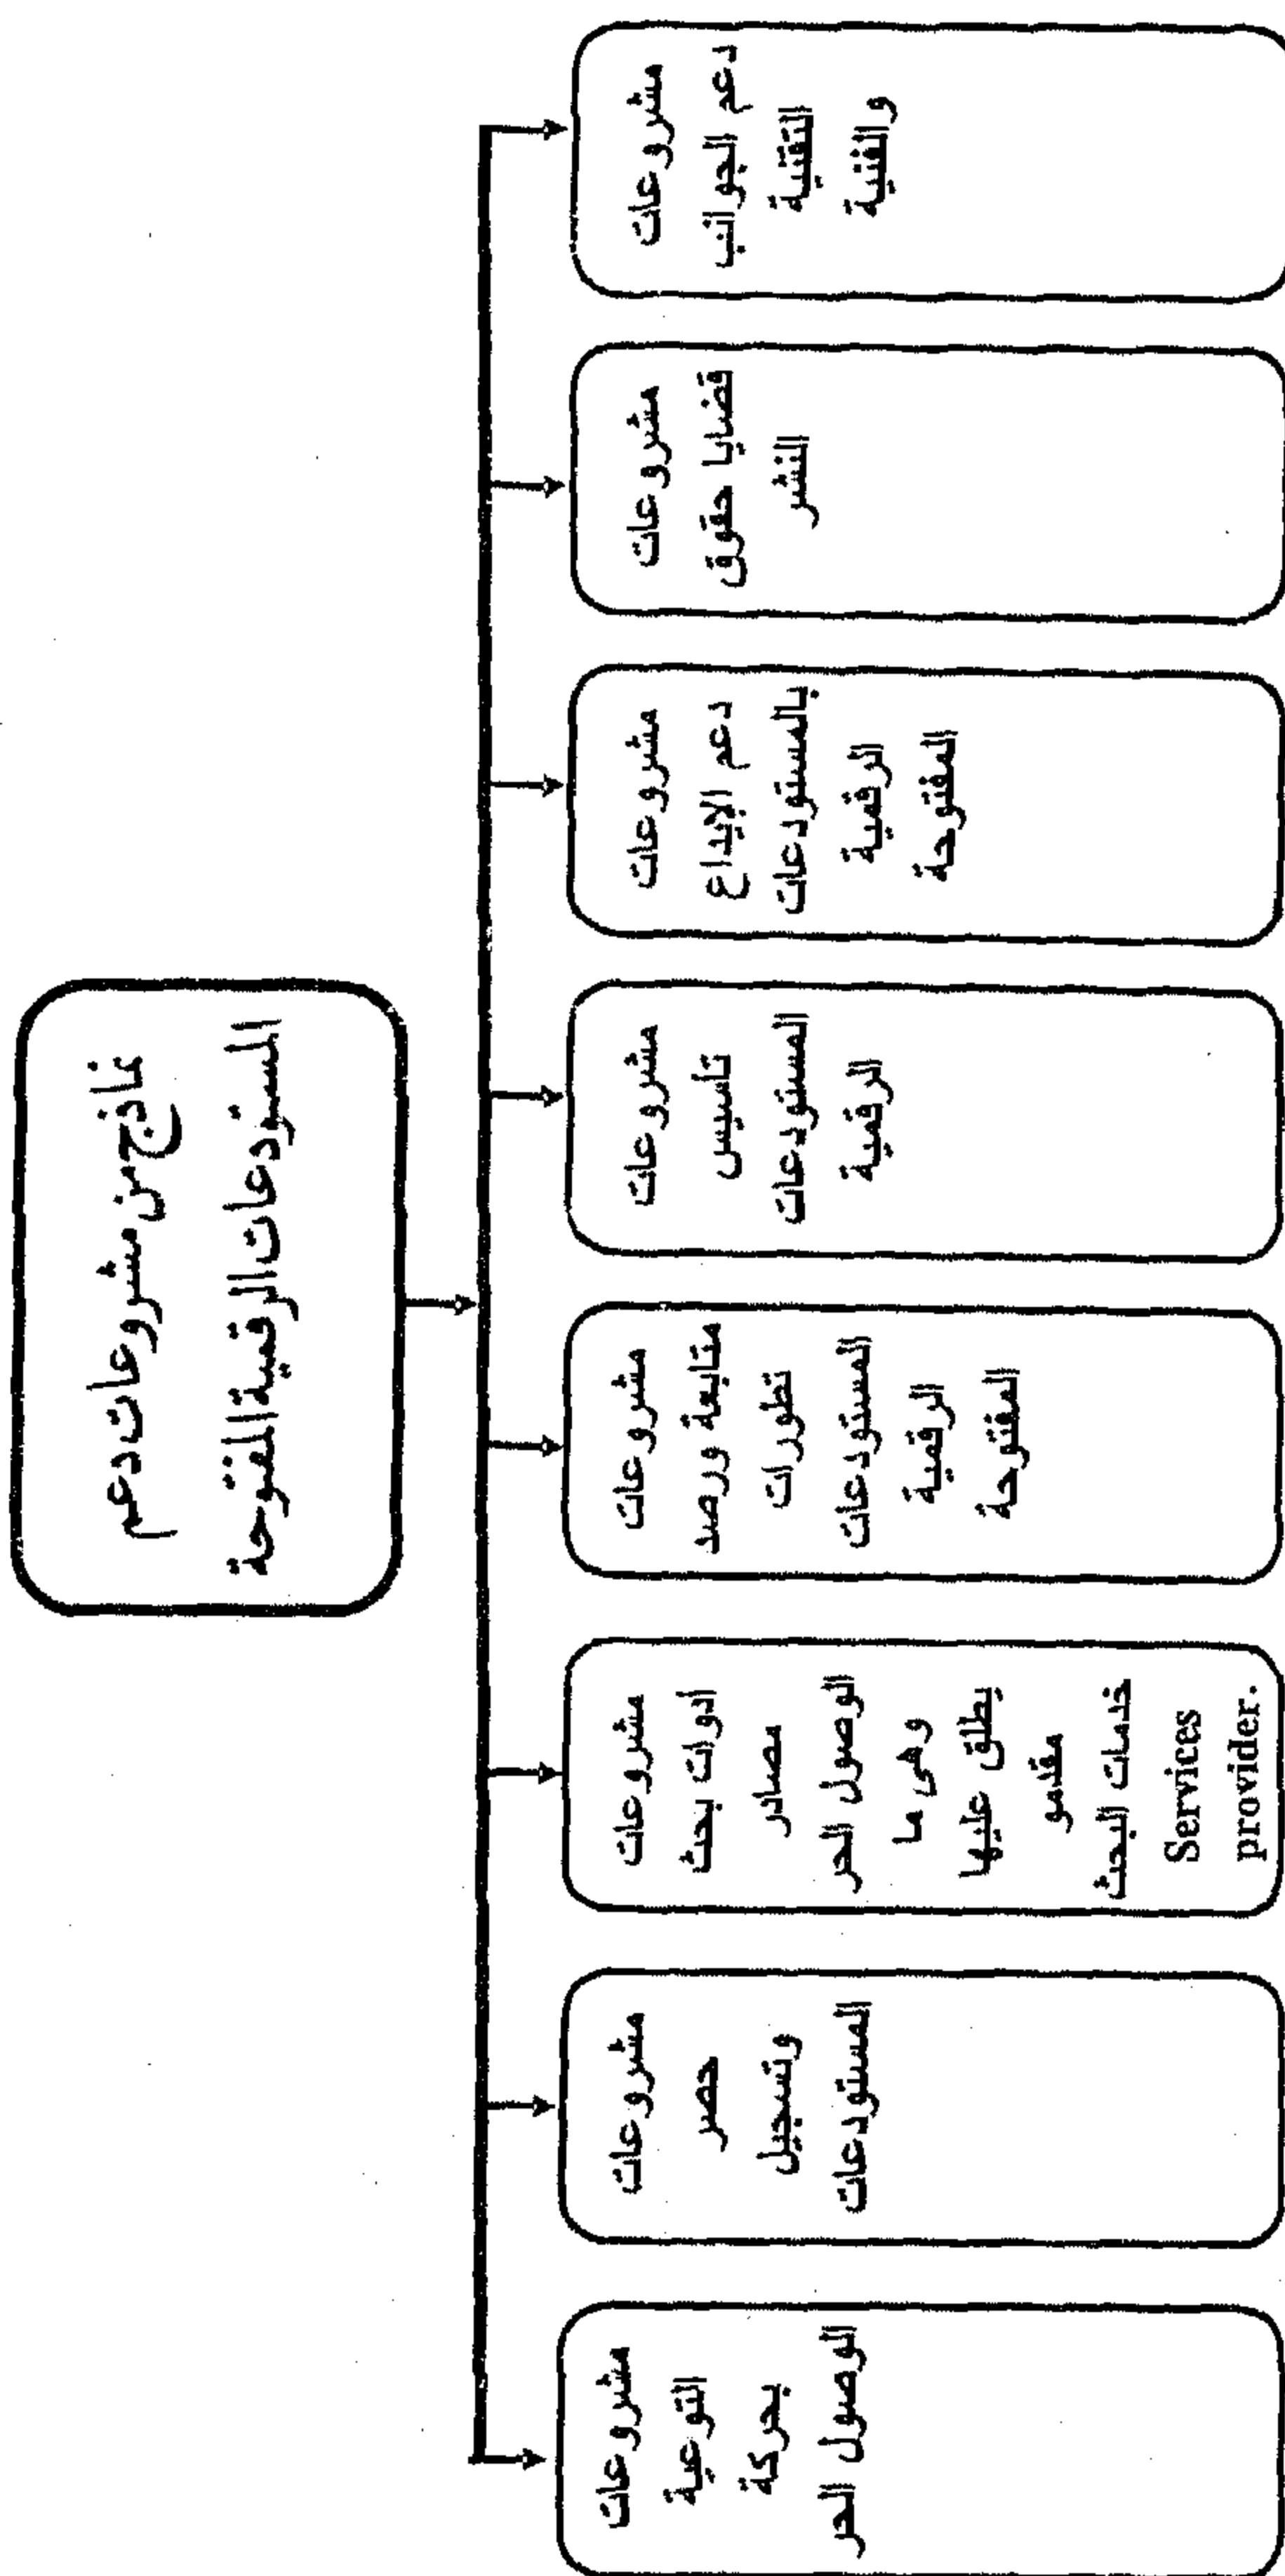 نماذج من مشروعات دعم
المستودعات الرقمية المفتوحة
مشروعات
دعم الجوانب
التقنية
والفنية
مشروعات
قضايا حقوق
النشر
مشروعات
دعم الإيداع
بالمستودعات
الرقمية
المفتوحة
مشروعات
تأسيس
المستودعات
الرقمية
مشروعات
متابعة ورصد
تطورات
المستودعات
الرقمية
المفتوحة
مشروعات
أدوات بحث
مصادر
الوصول الحر
وهى ما
يطلق عليها
مقدمو
خدمات البحث
Services
provider.
مشروعات
حصر
وتسجيل
المستودعات
مشروعات
التوعية
بحركة
الوصول الحر